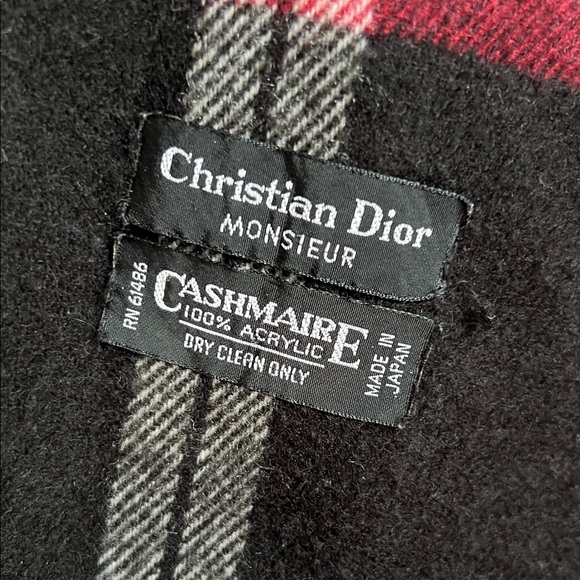 Christian Dior
MONSIEUR
RN 61486
CASHMAIRE
100% ACRYLIC
DRY CLEAN ONLY
MADE IN
JAPAN